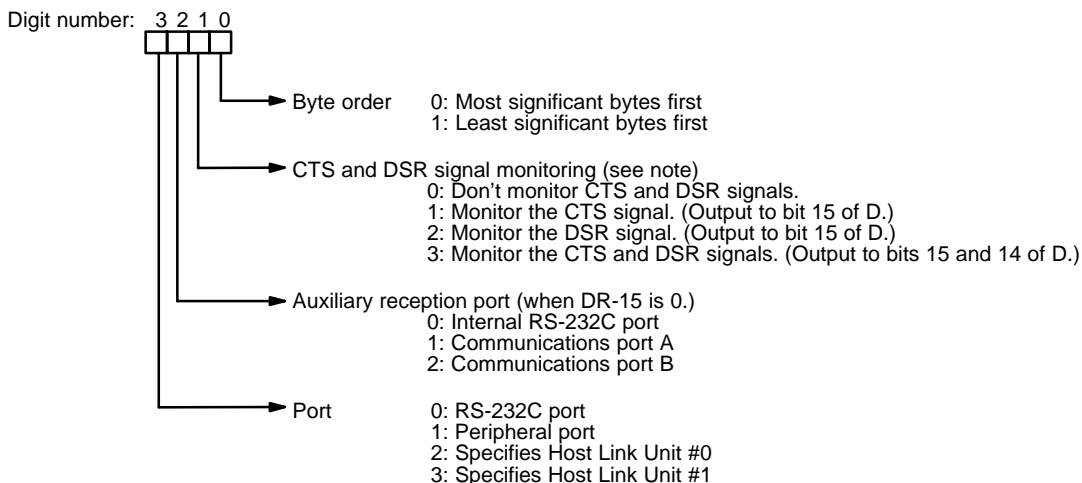 Digit number: 3 2 1 0
Byte order 0: Most significant bytes first
1: Least significant bytes first
CTS and DSR signal monitoring (see note)
0: Don't monitor CTS and DSR signals.
1: Monitor the CTS signal. (Output to bit 15 of D.)
2: Monitor the DSR signal. (Output to bit 15 of D.)
3: Monitor the CTS and DSR signals. (Output to bits 15 and 14 of D.)
Auxiliary reception port (when DR-15 is 0.)
0: Internal RS-232C port
1: Communications port A
2: Communications port B
Port 0: RS-232C port
1: Peripheral port
2: Specifies Host Link Unit #0
3: Specifies Host Link Unit #1